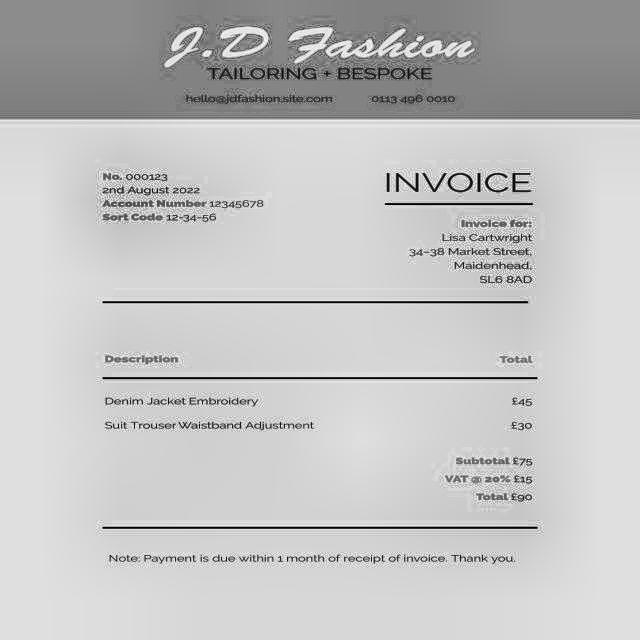 J.D Fashion
TAILORING + BESPOKE
hello@jdfashion.site.com 0113 496 0010
No. 000123
2nd August 2022
Account Number 12345678
Sort Code 12-34-56
INVOICE
Invoice for:
Lisa Cartwright
34-38 Market Street,
Maidenhead,
SL6 8AD
Description Total
Denim Jacket Embroidery £45
Suit Trouser Waistband Adjustment £30
Subtotal £75
VAT @ 20% £15
Total £90
Note: Payment is due within 1 month of receipt of invoice. Thank you.